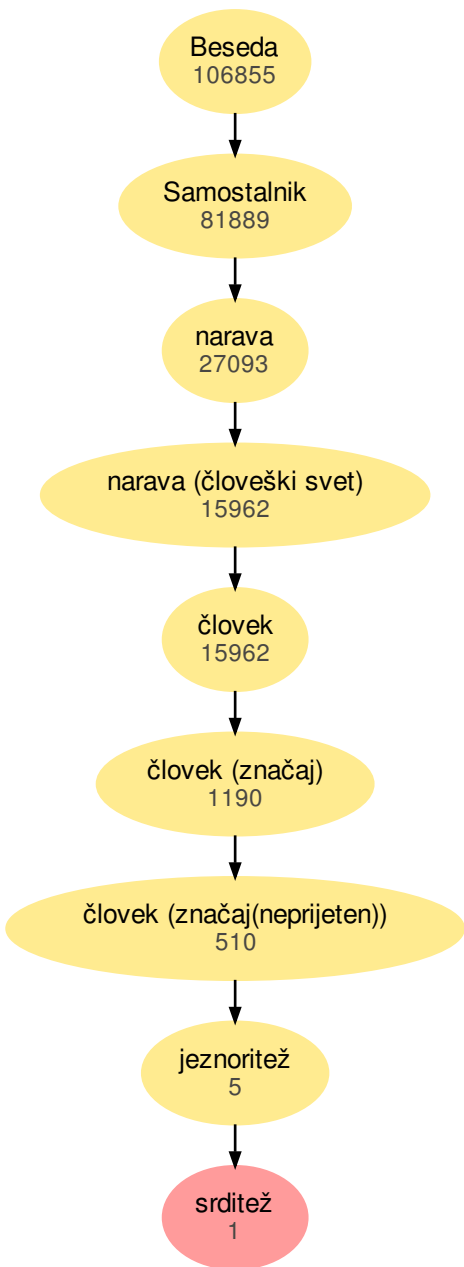 Beseda
106855
Samostalnik
81889
narava
27093
narava (človeški svet)
15962
človek
15962
človek (značaj)
1190
človek (značaj(neprijeten))
510
jeznoritež
5
srditež
1